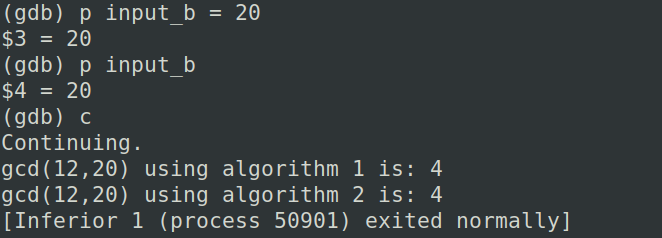 (gdb) p input_b = 20
$3 = 20
(gdb) p input_b
$4 = 20
(gdb) c
Continuing.
gcd(12,20) using algorithm 1 is: 4
gcd(12,20) using algorithm 2 is: 4
[Inferior 1 (process 50901) exited normally]